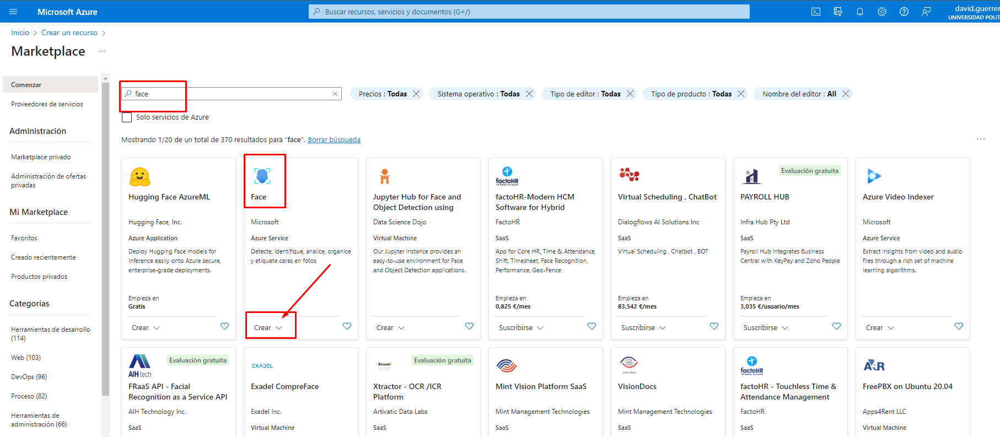 Microsoft Azure
Buscar recursos, servicios y documentos (G+/)
david.guerrer
UNIVERSIDAD POLIT
Inicio > Crear un recurso >
Marketplace ...
Comenzar
Proveedores de servicios
Administración
Marketplace privado
Administración de ofertas
privadas
Mi Marketplace
Favoritos
Creado recientemente
Productos privados
Categorías
Herramientas de desarrollo
(114)
Web (103)
DevOps (96)
Proceso (82)
Herramientas de
administración (66)
face
Precios : Todas
Sistema operativo : Todas
Tipo de editor : Todas
Tipo de producto : Todas
Nombre del editor : All
Solo servicios de Azure
Mostrando 1/20 de un total de 370 resultados para “face”. Borrar búsqueda
Hugging Face AzureML
Hugging Face, Inc.
Azure Application
Deploy Hugging Face models for
inference easily onto Azure secure,
enterprise-grade deployments.
Empieza en
Gratis
Crear
Face
Microsoft
Azure Service
Detecte, identifique, analice, organice
y etiquete caras en fotos
Crear
Jupyter Hub for Face and
Object Detection using
Data Science Dojo
Virtual Machine
Our Jupyter Instance provides an
easy-to-use environment for Face
and Object Detection applications.
Crear
factoHR
factoHR-Modern HCM
Software for Hybrid
FactoHR
SaaS
App for Core HR, Time & Attendance,
Shift, Timesheet, Face Recognition,
Performance, Geo-Fence
Empieza en
0,825 €/mes
Suscribirse
Virtual Scheduling , ChatBot
Dialogflows AI Solutions Inc
SaaS
Virtual Scheduling , Chatbot , BOT
Empieza en
83,542 €/mes
Suscribirse
Evaluación gratuita
PAYROLL HUB
Infra Hub Pty Ltd
SaaS
Payroll Hub integrates Business
Central with KeyPay and Zoho People
Empieza en
3,035 €/usuario/mes
Suscribirse
Azure Video Indexer
Microsoft
Azure Service
Extract insights from video and audio
files through a rich set of machine
learning algorithms.
Crear
AIH tech
Evaluación gratuita
FRaaS API - Facial
Recognition as a Service API
AIH Technology Inc.
SaaS
EXADEL
Exadel CompreFace
Exadel Inc.
Virtual Machine
Xtractor
Evaluación gratuita
Xtractor - OCR /ICR
Platform
Artivatic Data Labs
SaaS
Mint Vision Platform SaaS
Mint Management Technologies
SaaS
vision docs
VisionDocs
Mint Management Technologies
SaaS
factoHR
factoHR - Touchless Time &
Attendance Management
FactoHR
SaaS
FreePBX on Ubuntu 20.04
Apps4Rent LLC
Virtual Machine